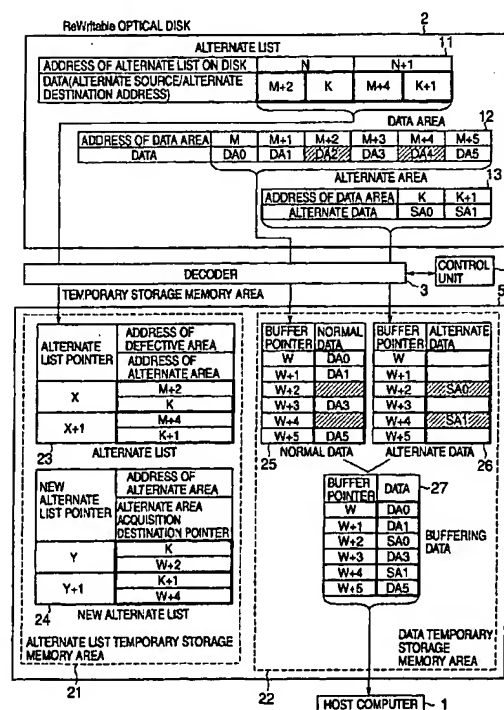 ReWritable OPTICAL DISK
2
ALTERNATE LIST
11
ADDRESS OF ALTERNATE LIST ON DISK N N+1
DATA(ALTERNATE SOURCE/ALTERNATE DESTINATION ADDRESS) M+2 K M+4 K+1
DATA AREA
12
ADDRESS OF DATA AREA M M+1 M+2 M+3 M+4 M+5
DATA DA0 DA1 DA2 DA3 DA4 DA5
13
ALTERNATE AREA
ADDRESS OF DATA AREA K K+1
ALTERNATE DATA SA0 SA1
DECODER
3
CONTROL UNIT
TEMPORARY STORAGE MEMORY AREA
5
ALTERNATE LIST POINTER
ADDRESS OF DEFECTIVE AREA
ADDRESS OF ALTERNATE AREA
X M+2
K
X+1 M+4
K+1
23
ALTERNATE LIST
NEW ALTERNATE LIST POINTER
ADDRESS OF ALTERNATE AREA
ALTERNATE AREA ACQUISITION DESTINATION POINTER
Y K
W+2
Y+1 K+1
W+4
24
NEW ALTERNATE LIST
ALTERNATE LIST TEMPORARY STORAGE MEMORY AREA
21
BUFFER POINTER NORMAL DATA
W DA0
W+1 DA1
W+2
W+3 DA3
W+4
W+5 DA5
25
NORMAL DATA
BUFFER POINTER ALTERNATE DATA
W
W+1
W+2 SA0
W+3
W+4 SA1
W+5
ALTERNATE DATA
26
BUFFER POINTER DATA
27
W DA0
W+1 DA1
W+2 SA0
W+3 DA3
W+4 SA1
W+5 DA5
BUFFERING DATA
DATA TEMPORARY STORAGE MEMORY AREA
22
HOST COMPUTER
1